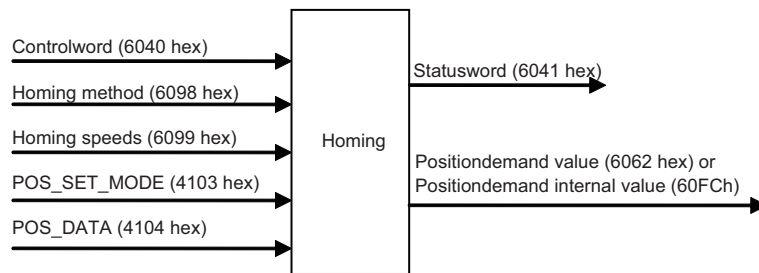 Controlword (6040 hex)
Homing method (6098 hex)
Homing speeds (6099 hex)
POS_SET_MODE (4103 hex)
POS_DATA (4104 hex)
Homing
Statusword (6041 hex)
Positiondemand value (6062 hex) or
Positiondemand internal value (60FCh)